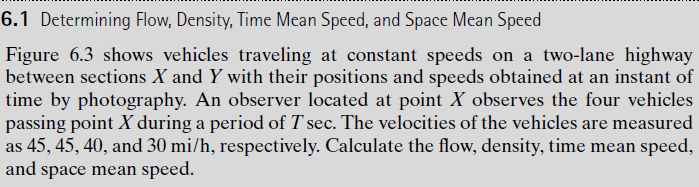 6.1 Determining Flow, Density, Time Mean Speed, and Space Mean Speed
Figure 6.3 shows vehicles traveling at constant speeds on a two-lane highway
between sections X and Y with their positions and speeds obtained at an instant of
time by photography. An observer located at point X observes the four vehicles
passing point X during a period of T sec. The velocities of the vehicles are measured
as 45, 45, 40, and 30 mi/h, respectively. Calculate the flow, density, time mean speed,
and space mean speed.